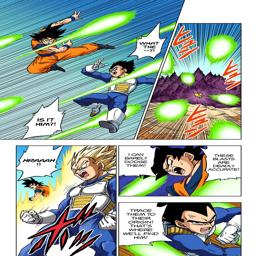 WHAT
THE
--?!
IS IT
HIM?!
HRAAAH
!!
I CAN
BARELY
DODGE
THEM!
THESE
BLASTS ARE
DEADLY
ACCURATE!
TRACE
THEM TO
THEIR
ORIGIN!
THAT'S
WHERE
WE'LL FIND
HIM!